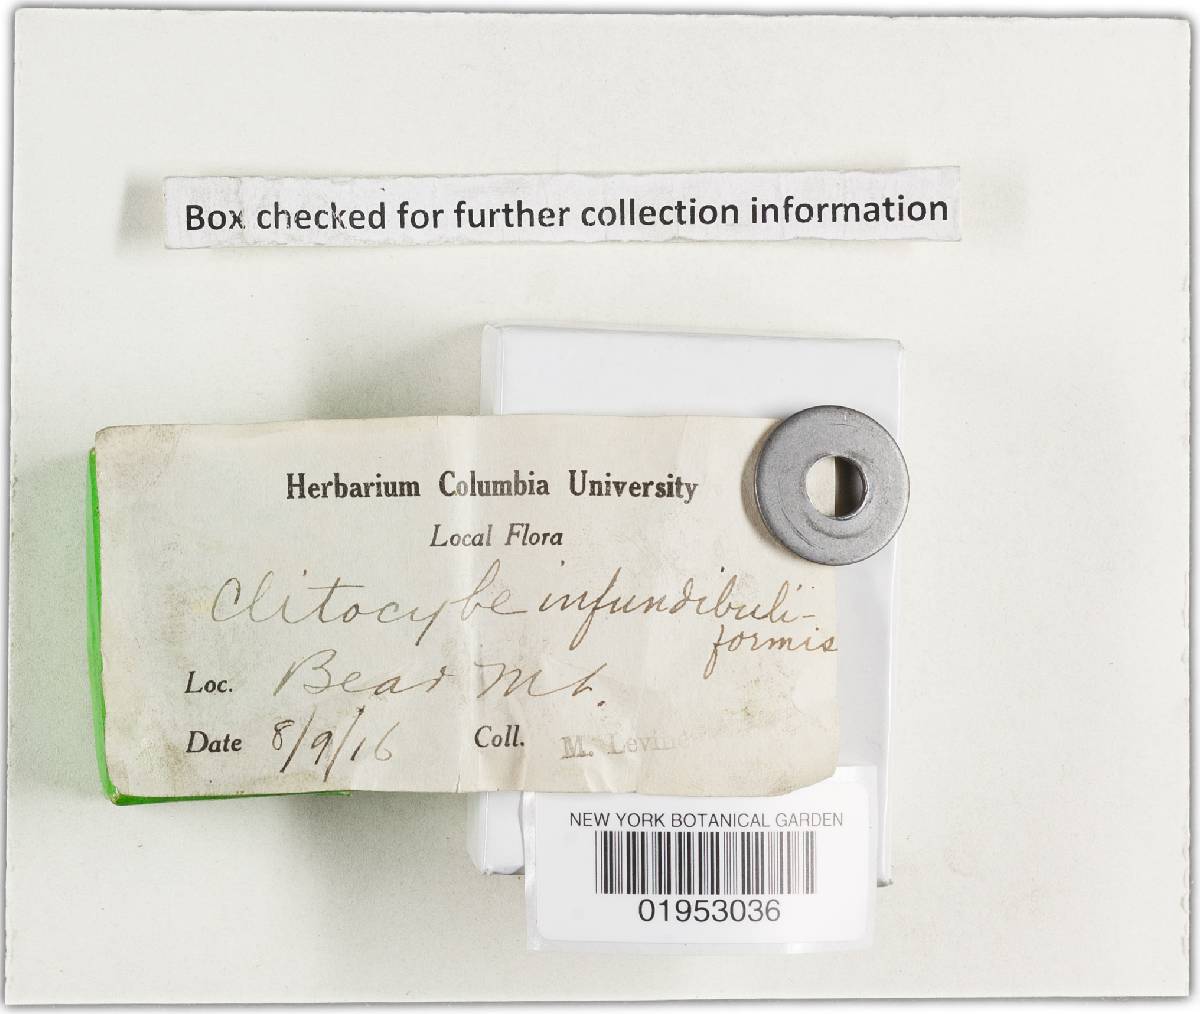 Box checked for further collection information
Herbarium Columbia University
Local Flora
Clitocybe infundibuli-
formis
Loc. Bear Mt.
Date 8/9/16 Coll. M. Levine
NEW YORK BOTANICAL GARDEN
01953036